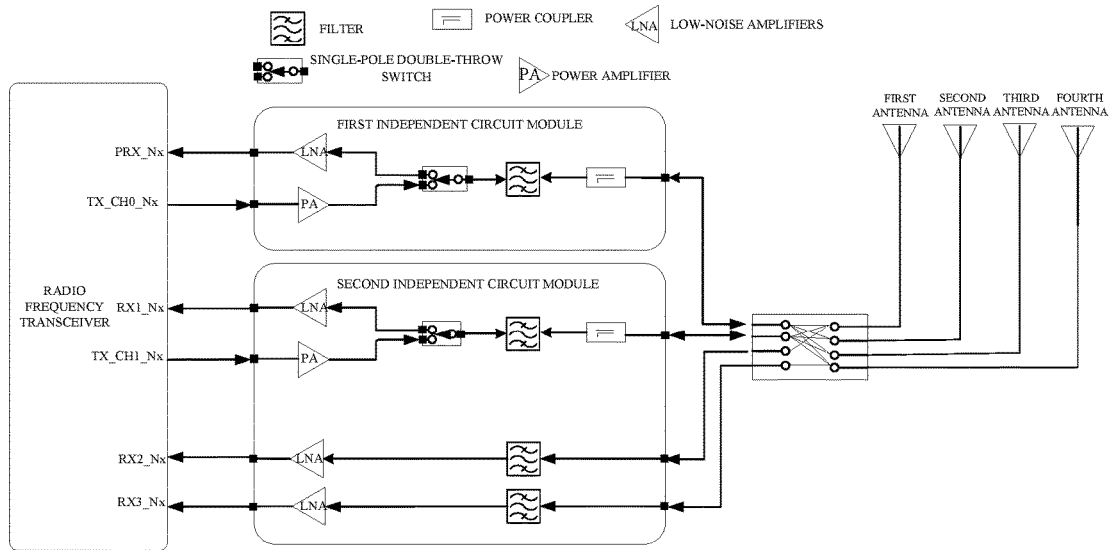 FILTER
POWER COUPLER
LNA
LOW-NOISE AMPLIFIERS
SINGLE-POLE DOUBLE-THROW
SWITCH
PA
POWER AMPLIFIER
FIRST
ANTENNA
SECOND
ANTENNA
THIRD
ANTENNA
FOURTH
ANTENNA
FIRST INDEPENDENT CIRCUIT MODULE
PRX_Nx
LNA
TX_CH0_Nx
PA
SECOND INDEPENDENT CIRCUIT MODULE
RADIO
FREQUENCY
TRANSCEIVER
RX1_Nx
LNA
TX_CH1_Nx
PA
RX2_Nx
LNA
RX3_Nx
LNA